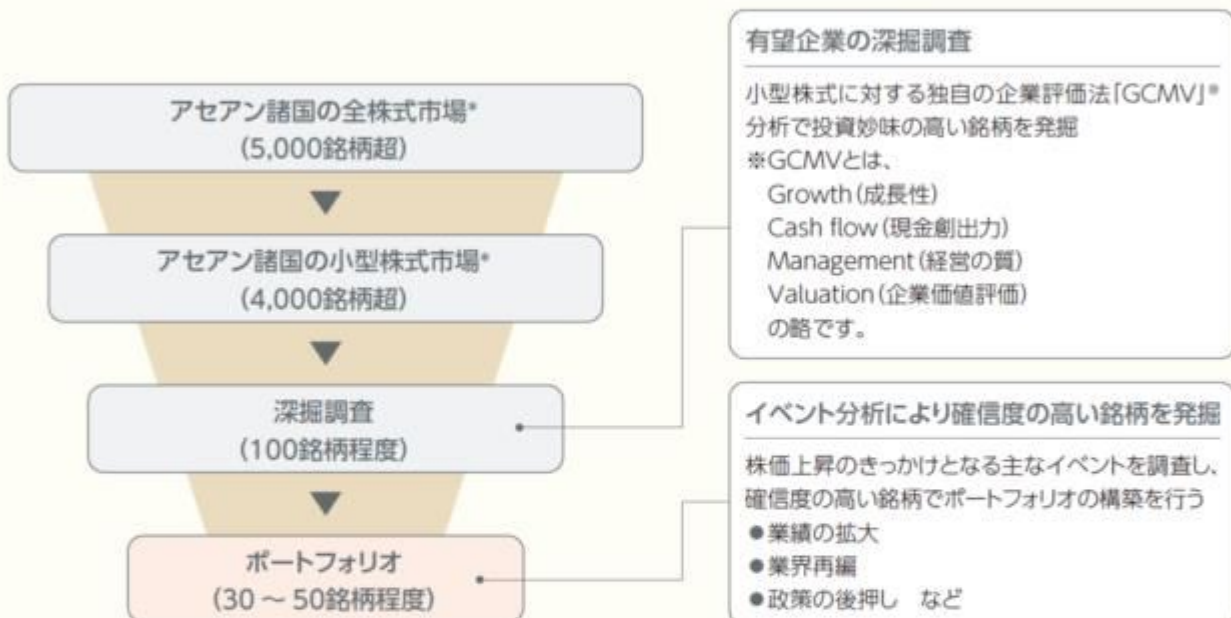 アセアン諸国の全株式市場*
(5,000銘柄超)
▼
アセアン諸国の小型株式市場*
(4,000銘柄超)
▼
深掘調査
(100銘柄程度)
▼
ポートフォリオ
(30 ～ 50銘柄程度)
有望企業の深掘調査
小型株式に対する独自の企業評価法「GCMV」※
分析で投資妙味の高い銘柄を発掘
※GCMVとは、
Growth(成長性)
Cash flow(現金創出力)
Management(経営の質)
Valuation(企業価値評価)
の略です。
イベント分析により確信度の高い銘柄を発掘
株価上昇のきっかけとなる主なイベントを調査し、
確信度の高い銘柄でポートフォリオの構築を行う
●業績の拡大
●業界再編
●政策の後押し など